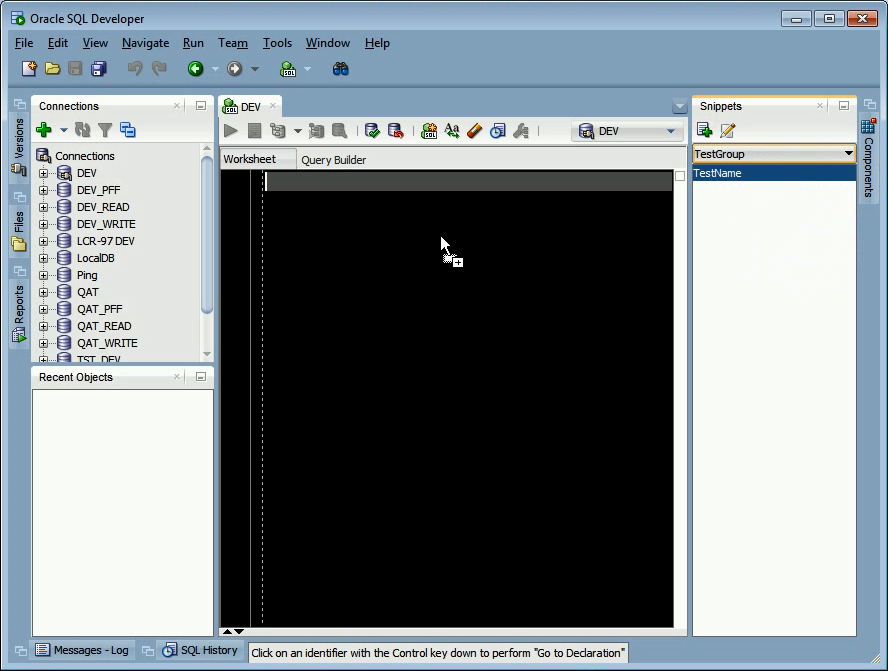 Oracle SQL Developer
File Edit View Navigate Run Team Tools Window Help
Versions
Files
Reports
Connections
Connections
DEV
DEV_PFF
DEV_READ
DEV_WRITE
LCR-97 DEV
LocalDB
Ping
QAT
QAT_PFF
QAT_READ
QAT_WRITE
TST_DEV
Recent Objects
DEV
DEV
Worksheet Query Builder
Snippets
TestGroup
TestName
Components
Messages - Log SQL History Click on an identifier with the Control key down to perform "Go to Declaration"